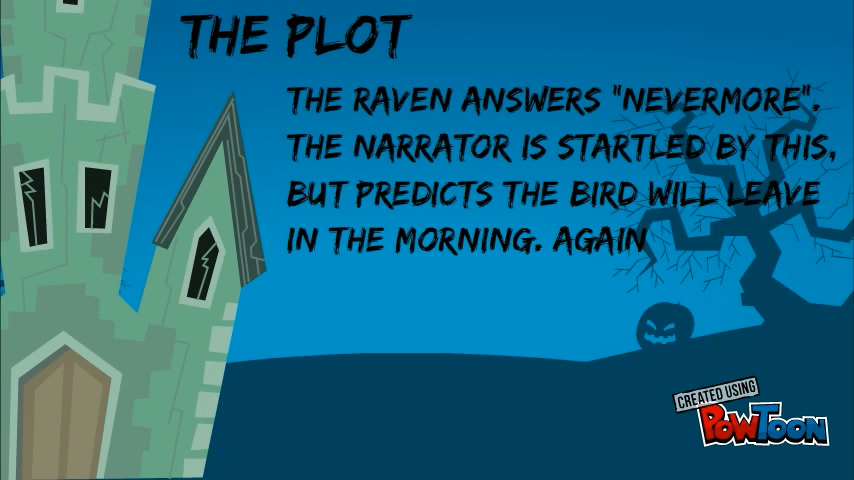 THE PLOT
THE RAVEN ANSWERS "NEVERMORE".
THE NARRATOR IS STARTLED BY THIS,
BUT PREDICTS THE BIRD WILL LEAVE
IN THE MORNING. AGAIN
CREATED USING
POWTOON